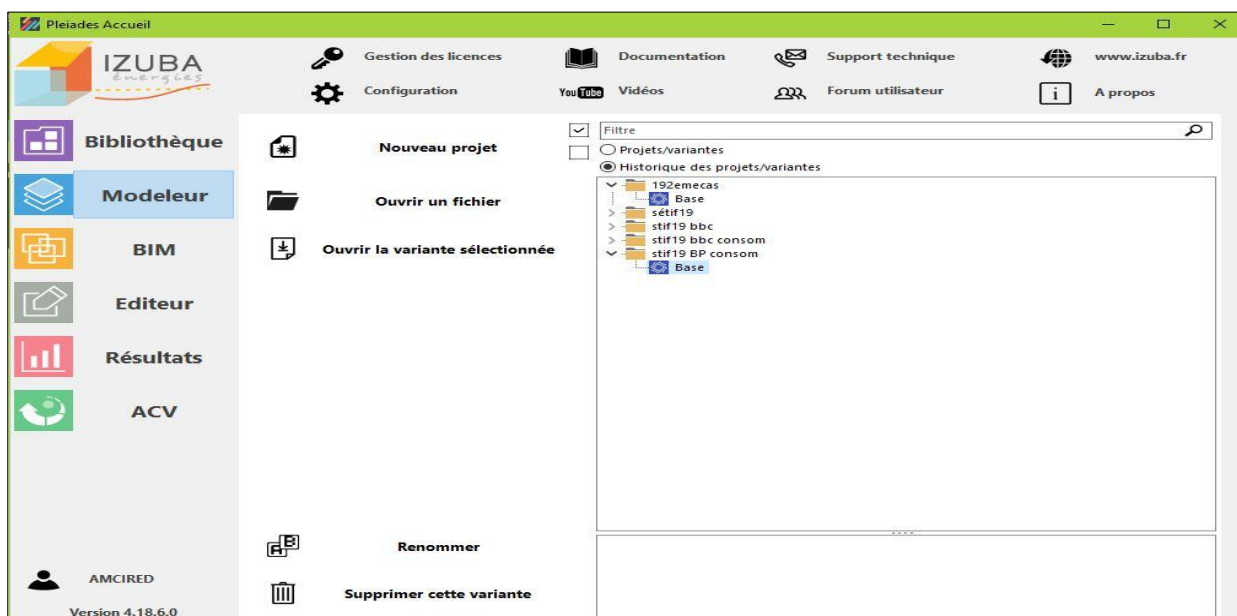 Pleiades Accueil
IZUBA
énergies
Gestion des licences
Documentation
Support technique
www.izuba.fr
Configuration
YouTube
Vidéos
Forum utilisateur
i
A propos
Bibliothèque
Modeleur
BIM
Editeur
Résultats
ACV
Nouveau projet
Ouvrir un fichier
Ouvrir la variante sélectionnée
Filtre
Projets/variantes
Historique des projets/variantes
192emecas
Base
sétif19
stif19 bbc
stif19 bbc consom
stif19 BP consom
Base
Renommer
Supprimer cette variante
AMCIRED
Version 4.18.6.0